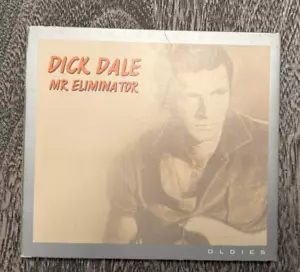 DICK DALE
MR ELIMINATOR
OLDIES